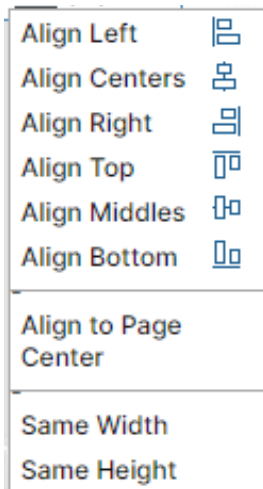 Align Left
Align Centers
Align Right
Align Top
Align Middles
Align Bottom
Align to Page
Center
Same Width
Same Height